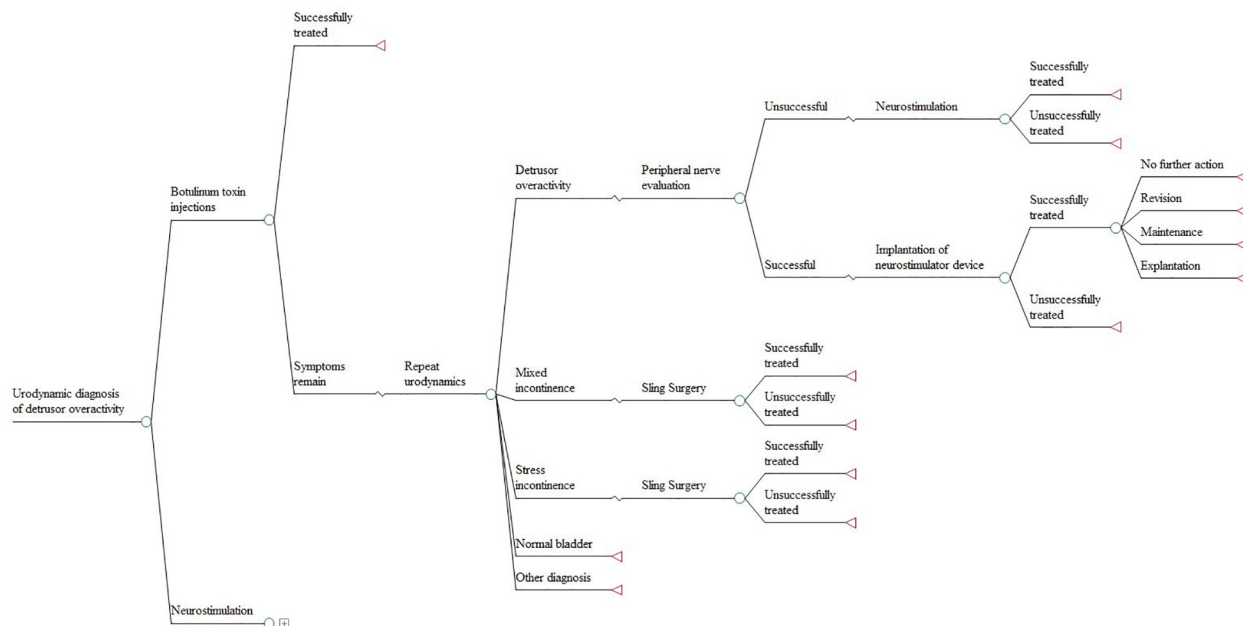 Urodynamic diagnosis
of detrusor overactivity
Botulinum toxin
injections
Successfully
treated
Symptoms
remain
Repeat
urodynamics
Detrusor
overactivity
Peripheral nerve
evaluation
Unsuccessful
Neurostimulation
Successfully
treated
Unsuccessfully
treated
Successful
Implantation of
neurostimulator device
Successfully
treated
No further action
Revision
Maintenance
Explantation
Unsuccessfully
treated
Mixed
incontinence
Sling Surgery
Successfully
treated
Unsuccessfully
treated
Stress
incontinence
Sling Surgery
Successfully
treated
Unsuccessfully
treated
Normal bladder
Other diagnosis
Neurostimulation